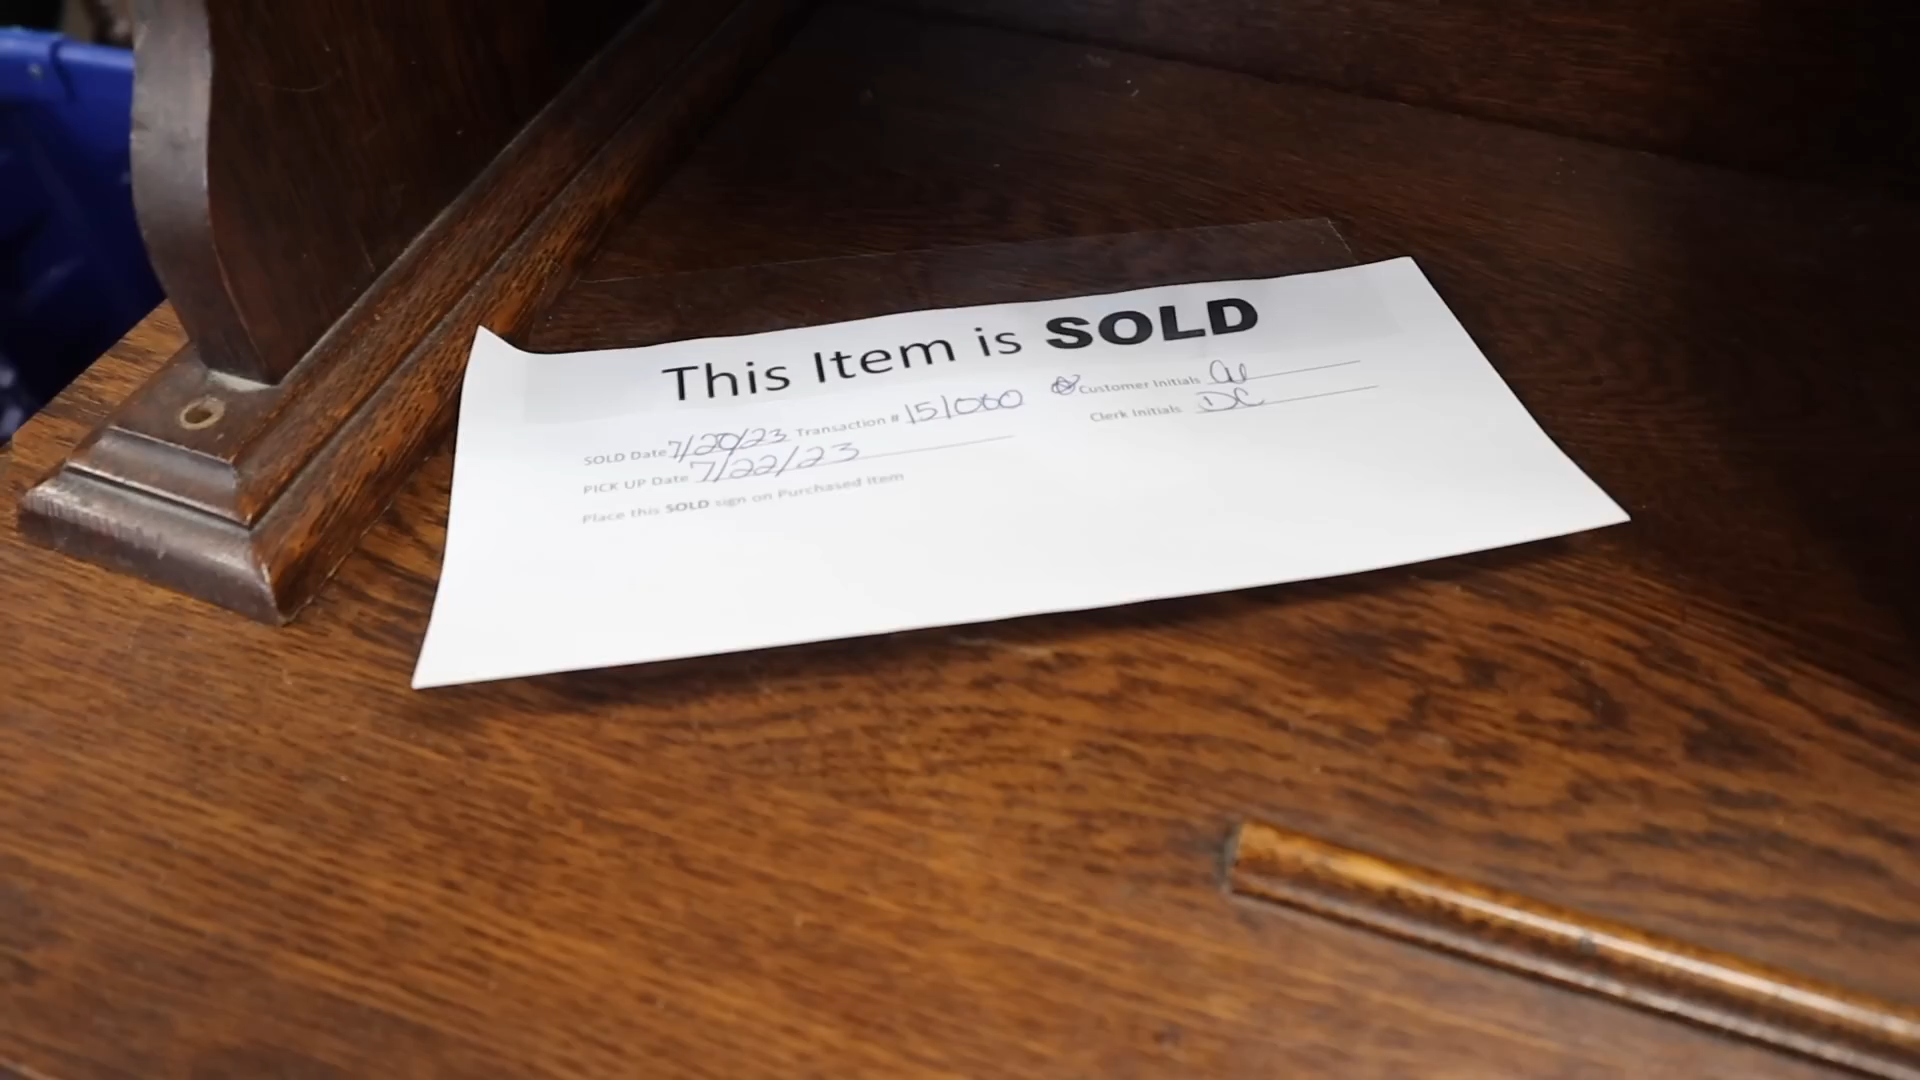 This Item is SOLD
SOLD Date 7/20/23 Transaction # 151060 Customer Initials
PICK UP Date 7/22/23 Clerk Initials DC
Place this SOLD sign on Purchased Item